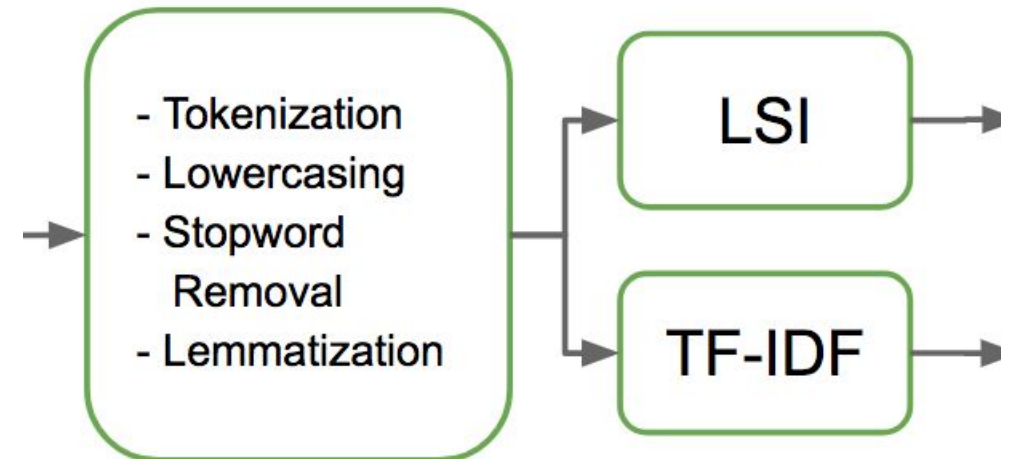 - Tokenization
- Lowercasing
- Stopword
Removal
- Lemmatization
LSI
TF-IDF